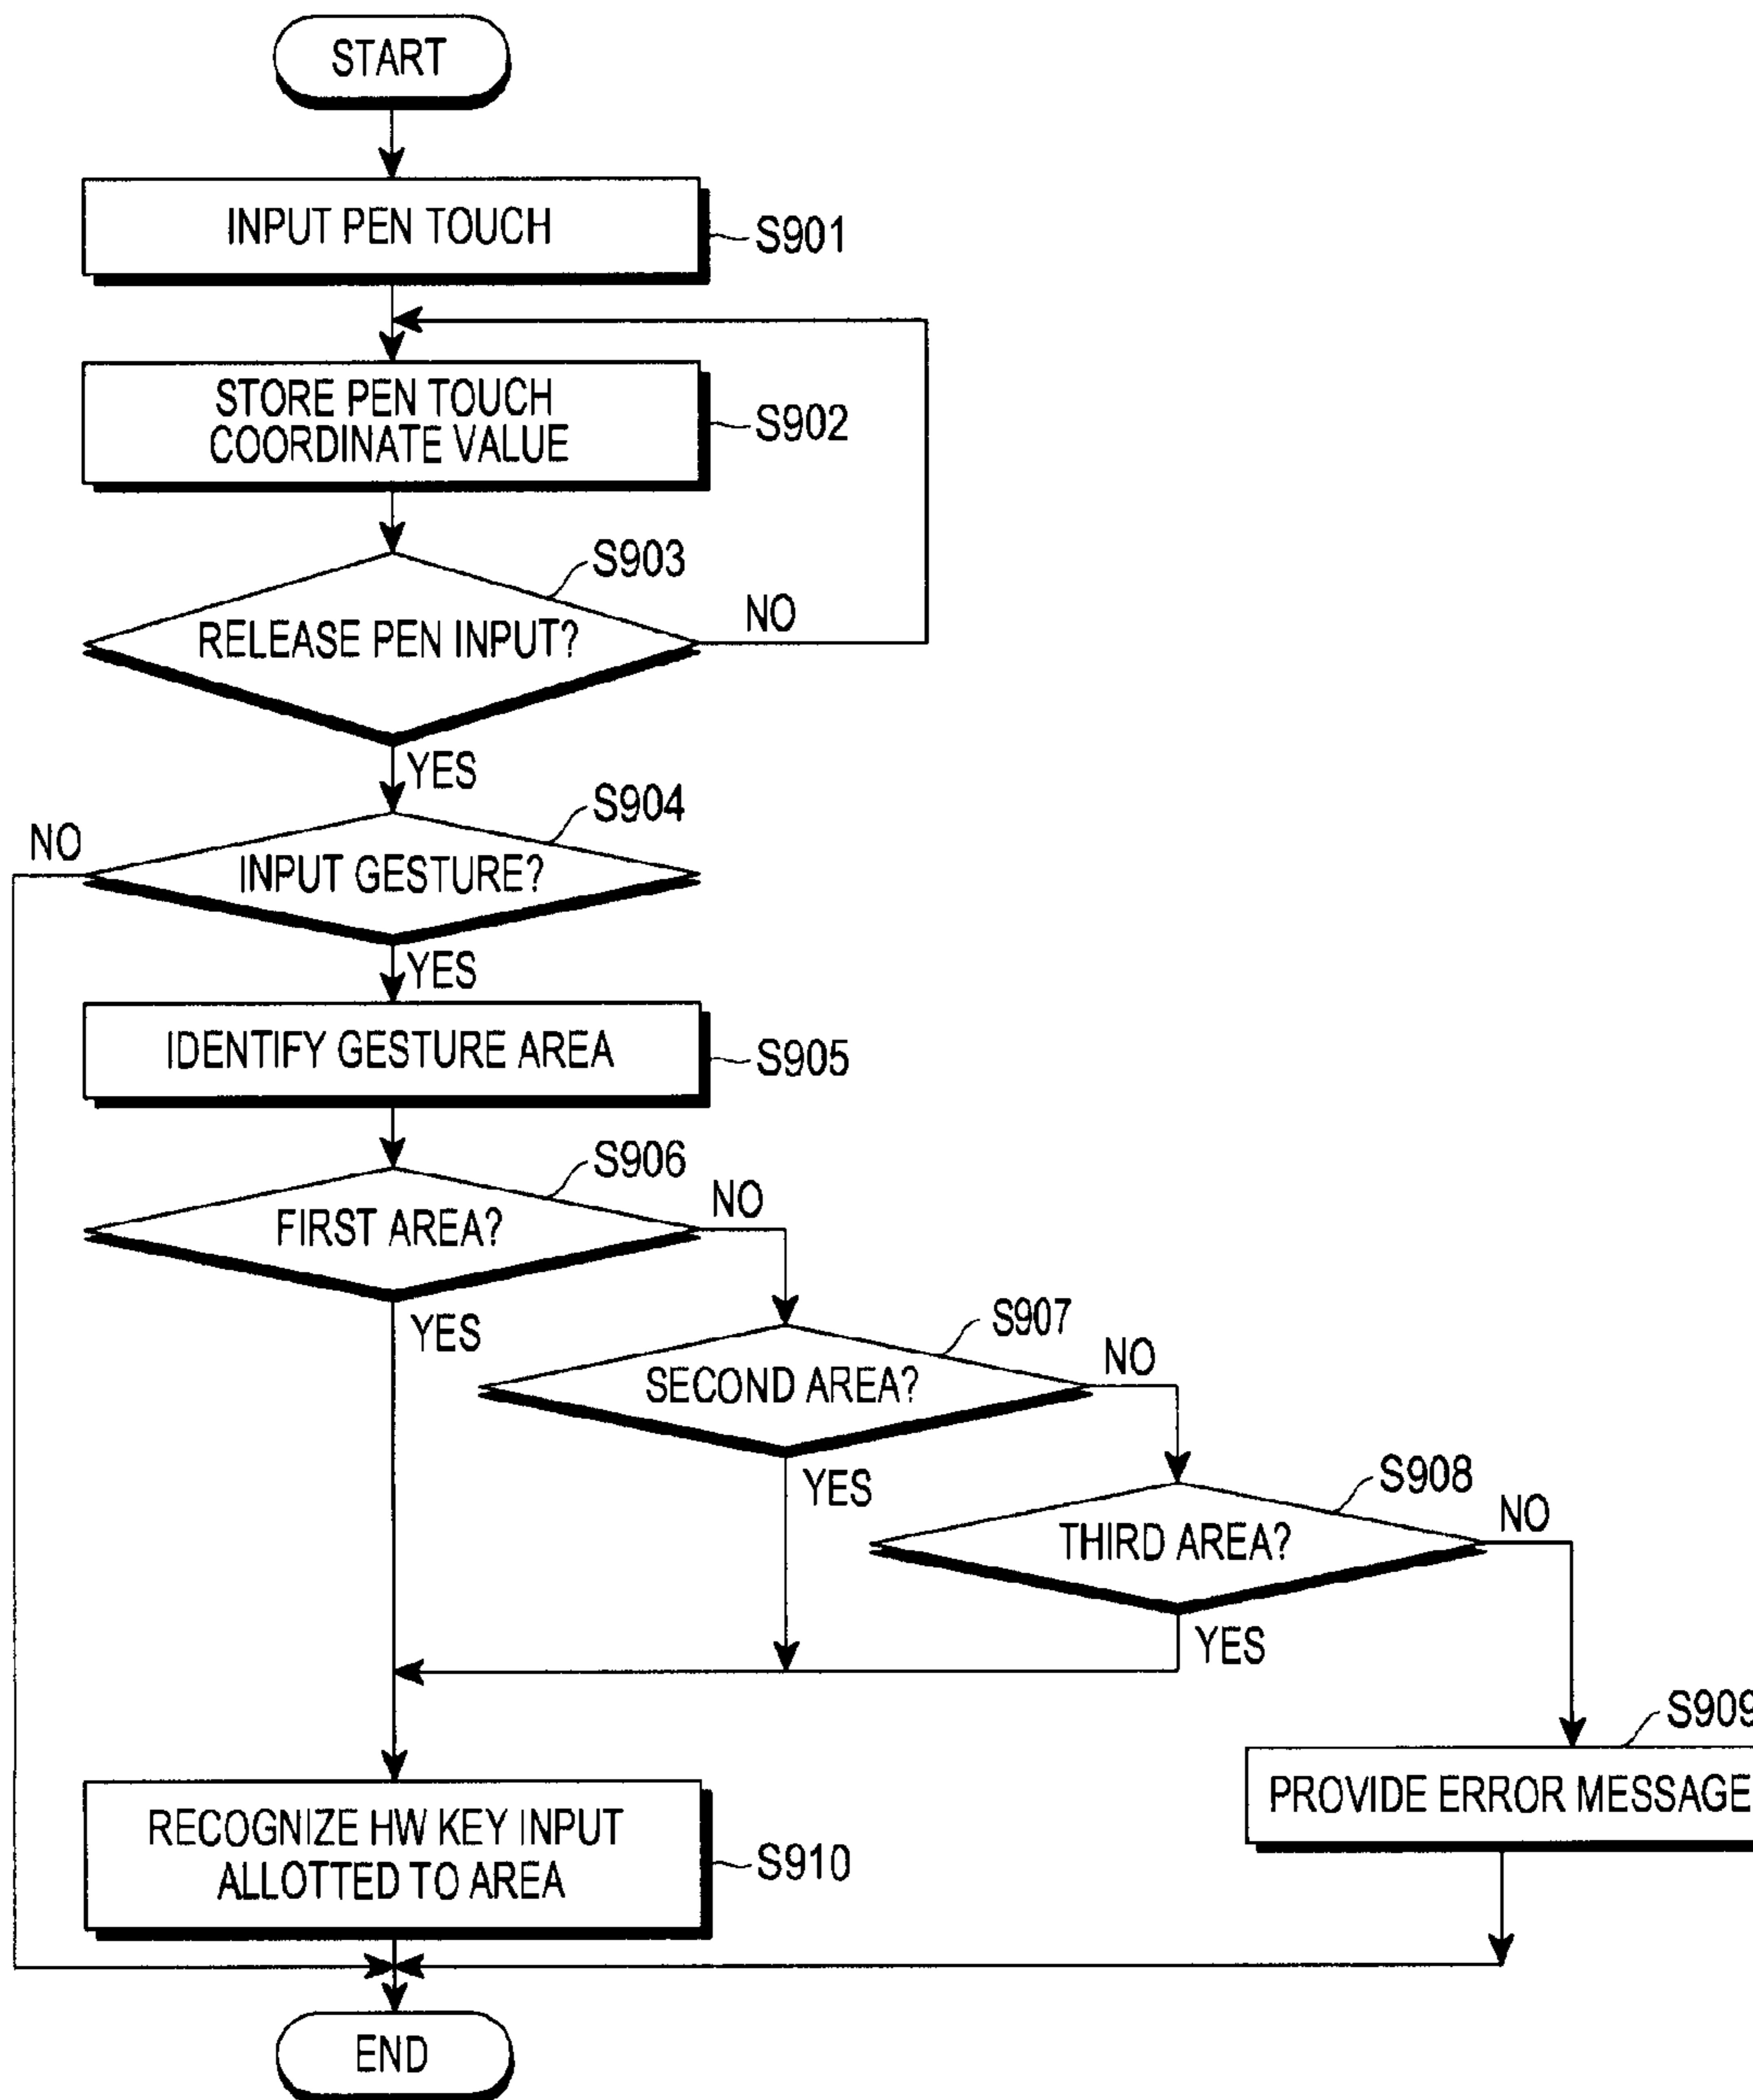 START
INPUT PEN TOUCH
S901
STORE PEN TOUCH
COORDINATE VALUE
S902
S903
RELEASE PEN INPUT?
NO
YES
S904
NO
INPUT GESTURE?
YES
IDENTIFY GESTURE AREA
S905
S906
FIRST AREA?
NO
YES
S907
SECOND AREA?
NO
YES
S908
THIRD AREA?
NO
YES
S909
PROVIDE ERROR MESSAGE
RECOGNIZE HW KEY INPUT
ALLOTTED TO AREA
S910
END